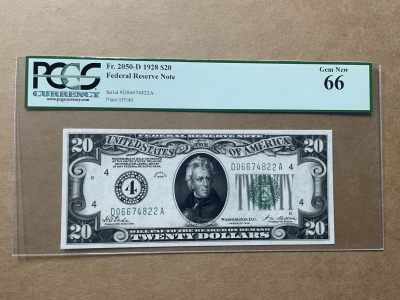 PCGS
CURRENCY
www.pcgscurrency.com
Fr. 2050-D 1928 $20
Federal Reserve Note
Serial #D06674822A
Plate H7/40
Gem New
66
FEDERAL RESERVE NOTE
20 THE UNITED STATES OF AMERICA 20
4 D06674822A
4
4
D06674822A 4
WASHINGTON, D.C.
WILL PAY TO THE BEARER ON DEMAND
20 TWENTY DOLLARS 20